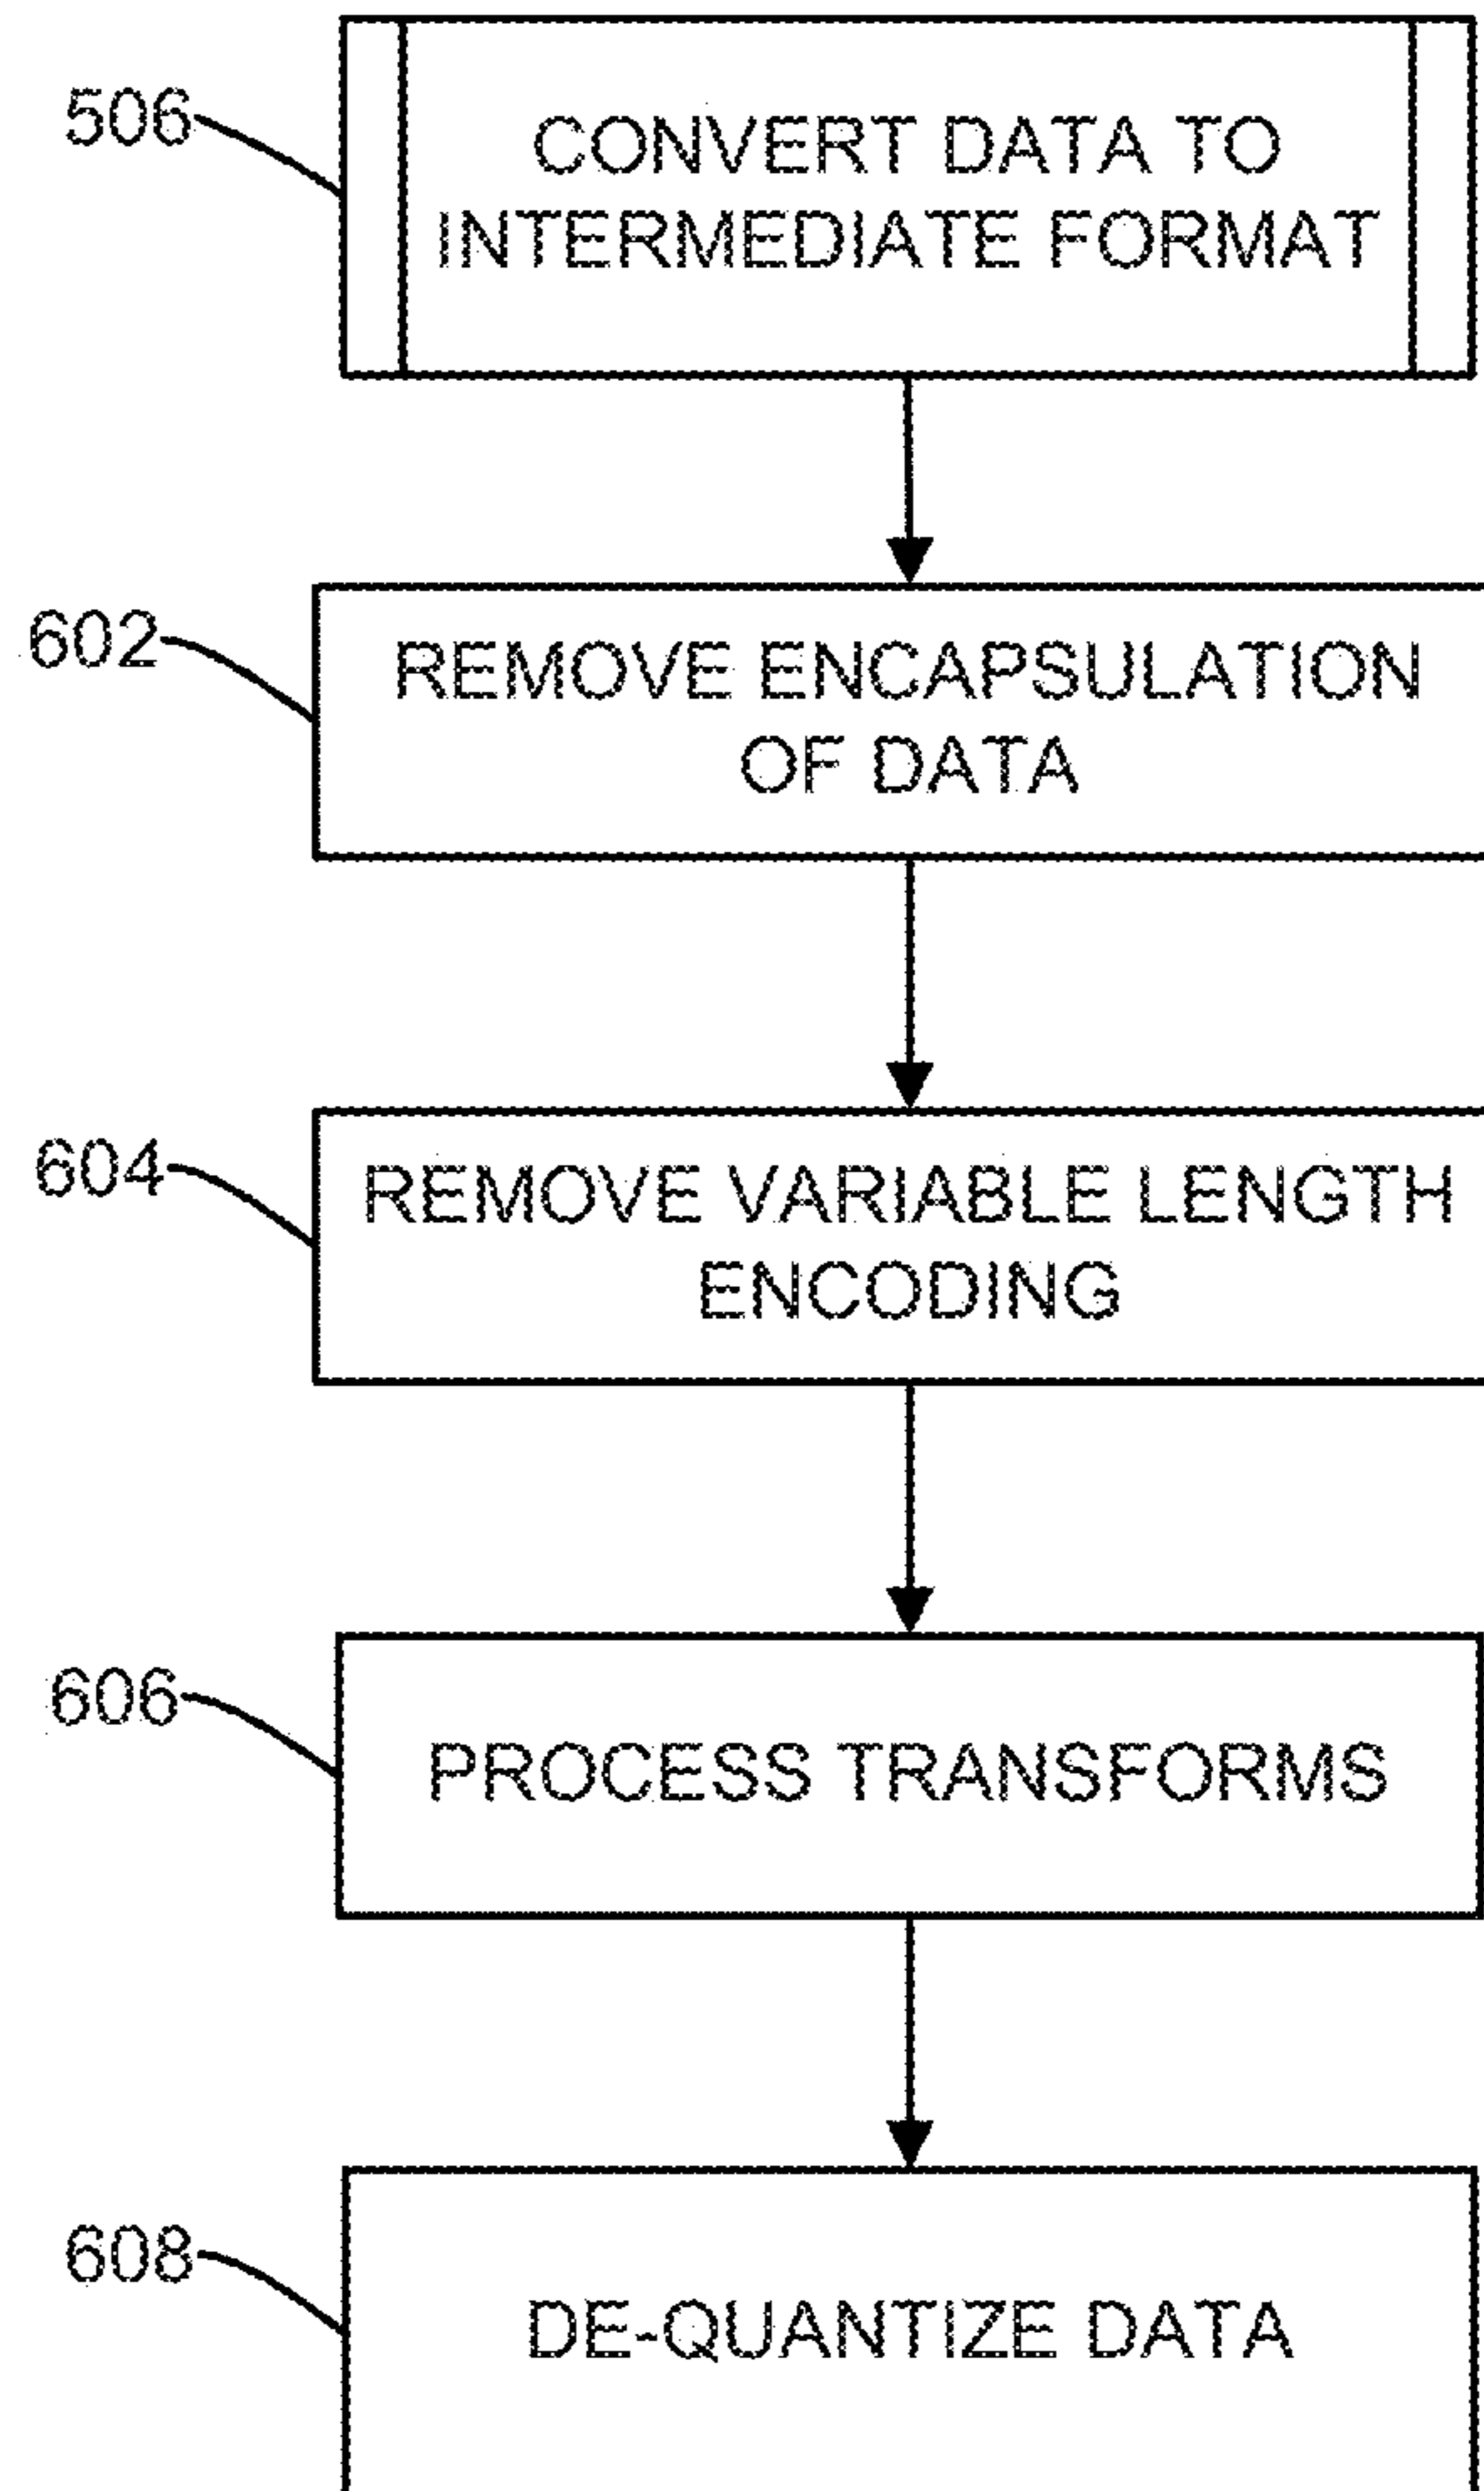 506
CONVERT DATA TO
INTERMEDIATE FORMAT
602
REMOVE ENCAPSULATION
OF DATA
604
REMOVE VARIABLE LENGTH
ENCODING
606
PROCESS TRANSFORMS
608
DE-QUANTIZE DATA